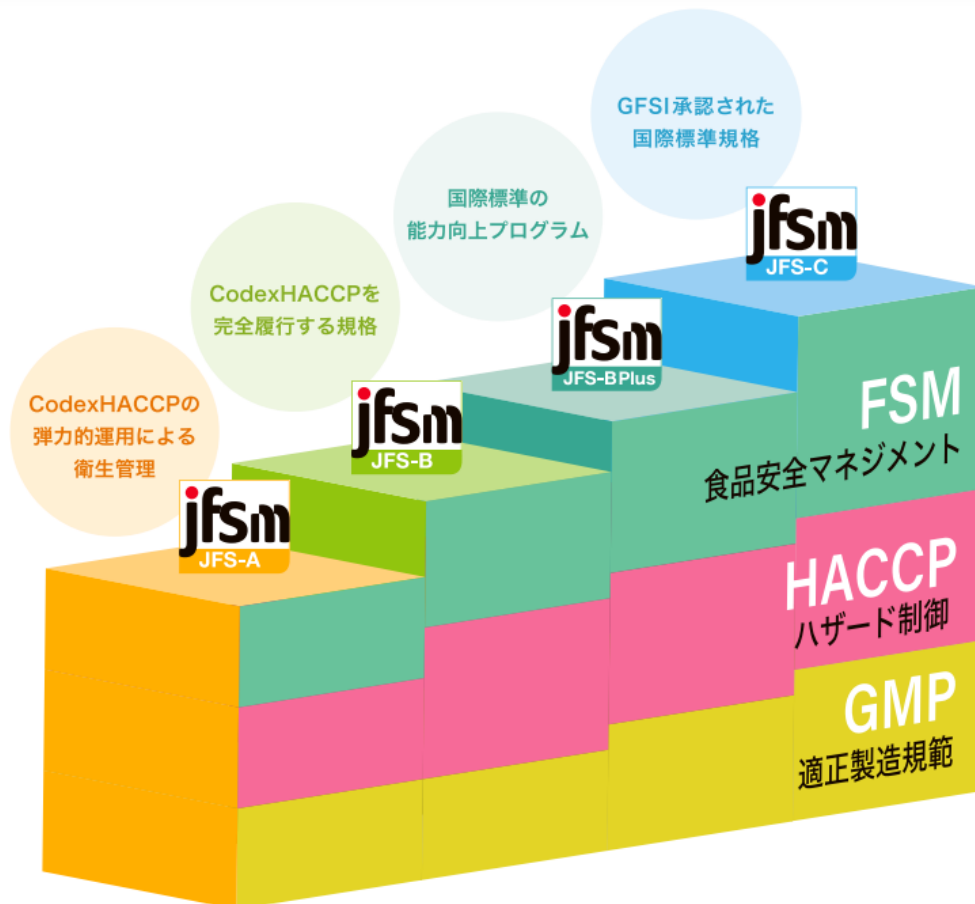 GFSI承認された
国際標準規格
国際標準の
能力向上プログラム
CodexHACCPを
完全履行する規格
CodexHACCPの
弾力的運用による
衛生管理
jfsm
JFS-C
jfsm
JFS-BPlus
jfsm
JFS-B
jfsm
JFS-A
FSM
食品安全マネジメント
HACCP
ハザード制御
GMP
適正製造規範